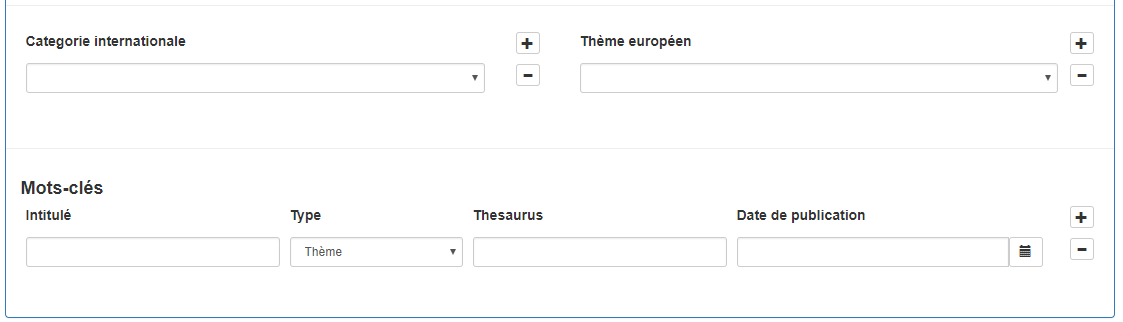 Categorie internationale
Thème européen
Mots-clés
Intitulé Type Thesaurus Date de publication
Thème